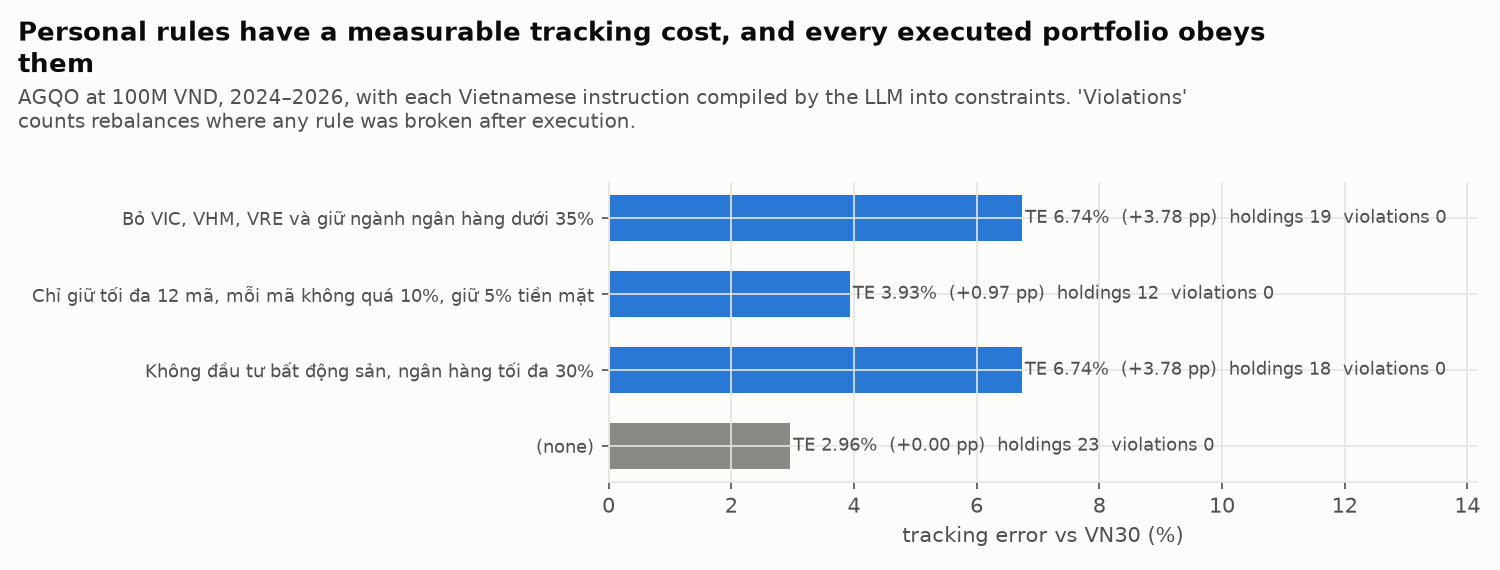 Personal rules have a measurable tracking cost, and every executed portfolio obeys
them
AGQO at 100M VND, 2024–2026, with each Vietnamese instruction compiled by the LLM into constraints. 'Violations'
counts rebalances where any rule was broken after execution.
Bỏ VIC, VHM, VRE và giữ ngành ngân hàng dưới 35%
TE 6.74%  (+3.78 pp)  holdings 19  violations 0
Chỉ giữ tối đa 12 mã, mỗi mã không quá 10%, giữ 5% tiền mặt
TE 3.93%  (+0.97 pp)  holdings 12  violations 0
Không đầu tư bất động sản, ngân hàng tối đa 30%
TE 6.74%  (+3.78 pp)  holdings 18  violations 0
(none)
TE 2.96%  (+0.00 pp)  holdings 23  violations 0
0 2 4 6 8 10 12 14
tracking error vs VN30 (%)